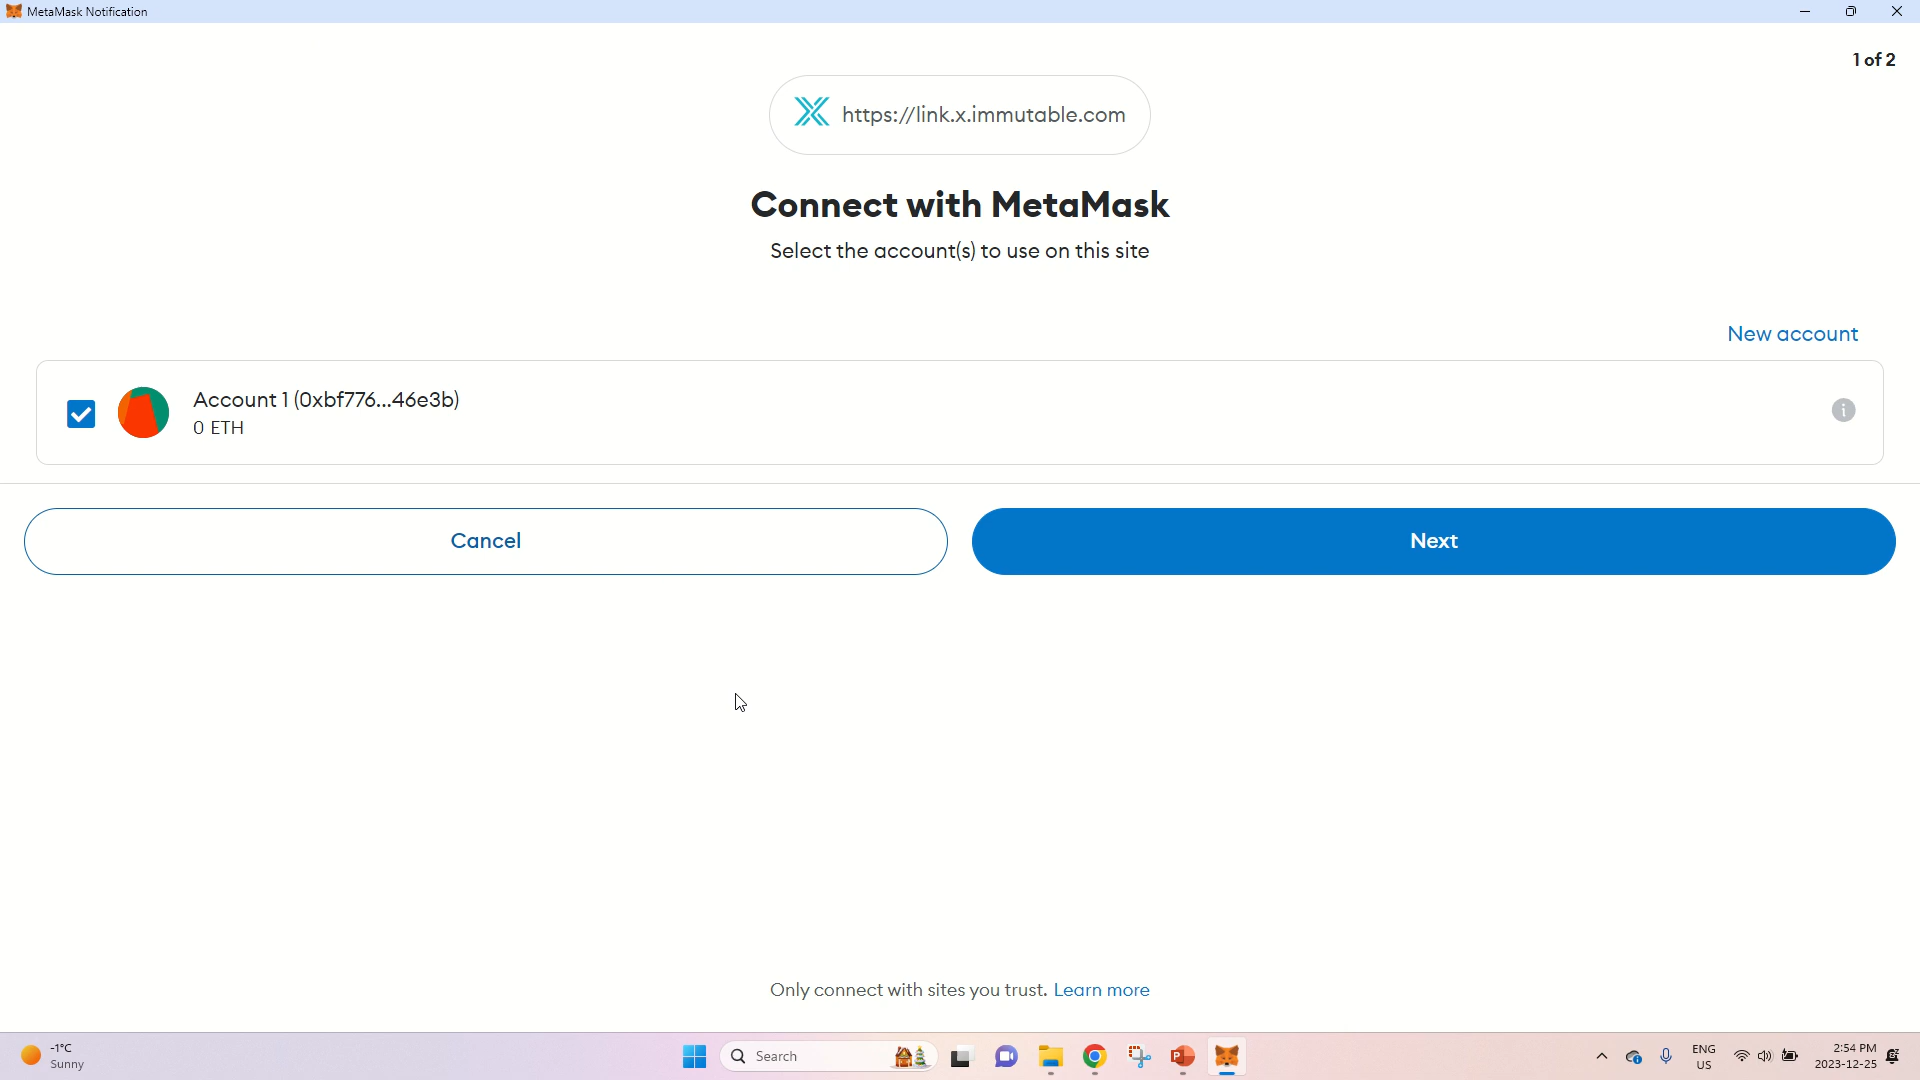 MetaMask Notification
1 of 2
https://link.x.immutable.com
Connect with MetaMask
Select the account(s) to use on this site
New account
Account 1 (0xbf776...46e3b)
0 ETH
Cancel
Next
Only connect with sites you trust. Learn more
-1°C
Sunny
Search
ENG
US
2:54 PM
2023-12-25